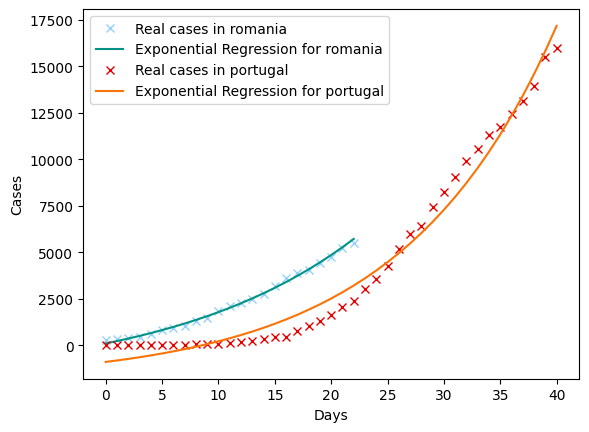 17500
15000
12500
10000
7500
5000
2500
0
Cases
Real cases in romania
Exponential Regression for romania
Real cases in portugal
Exponential Regression for portugal
0 5 10 15 20 25 30 35 40
Days